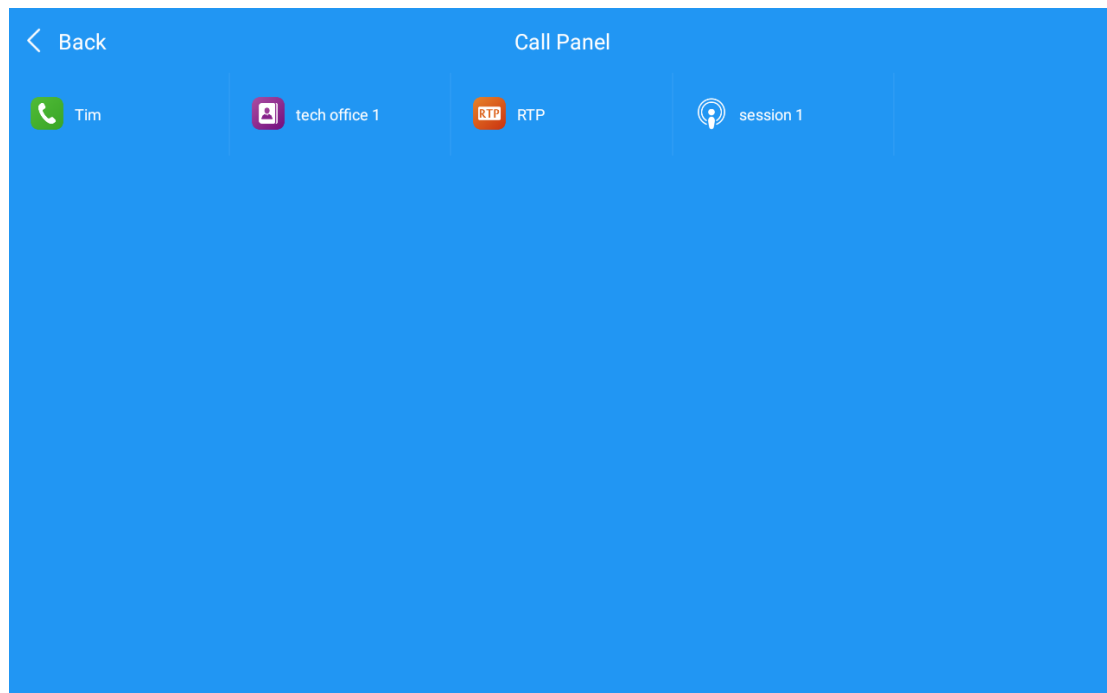 Back
Call Panel
Tim
tech office 1
RTP
RTP
session 1